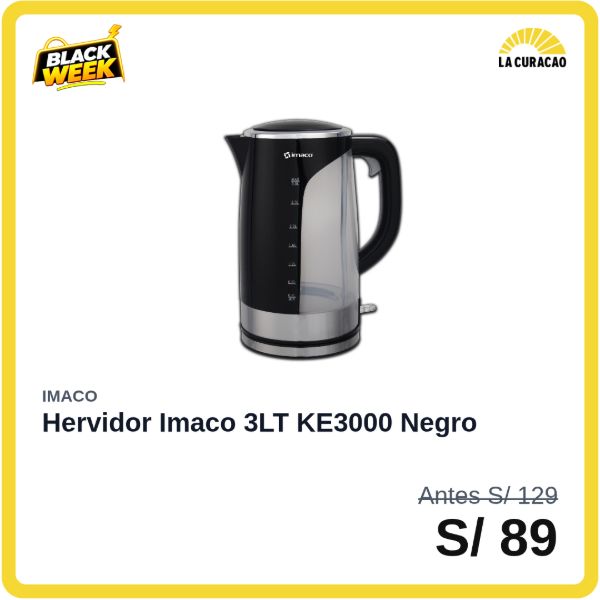 BLACK
WEEK
LA CURACAO
imaco
IMACO
Hervidor Imaco 3LT KE3000 Negro
Antes S/ 129
S/ 89